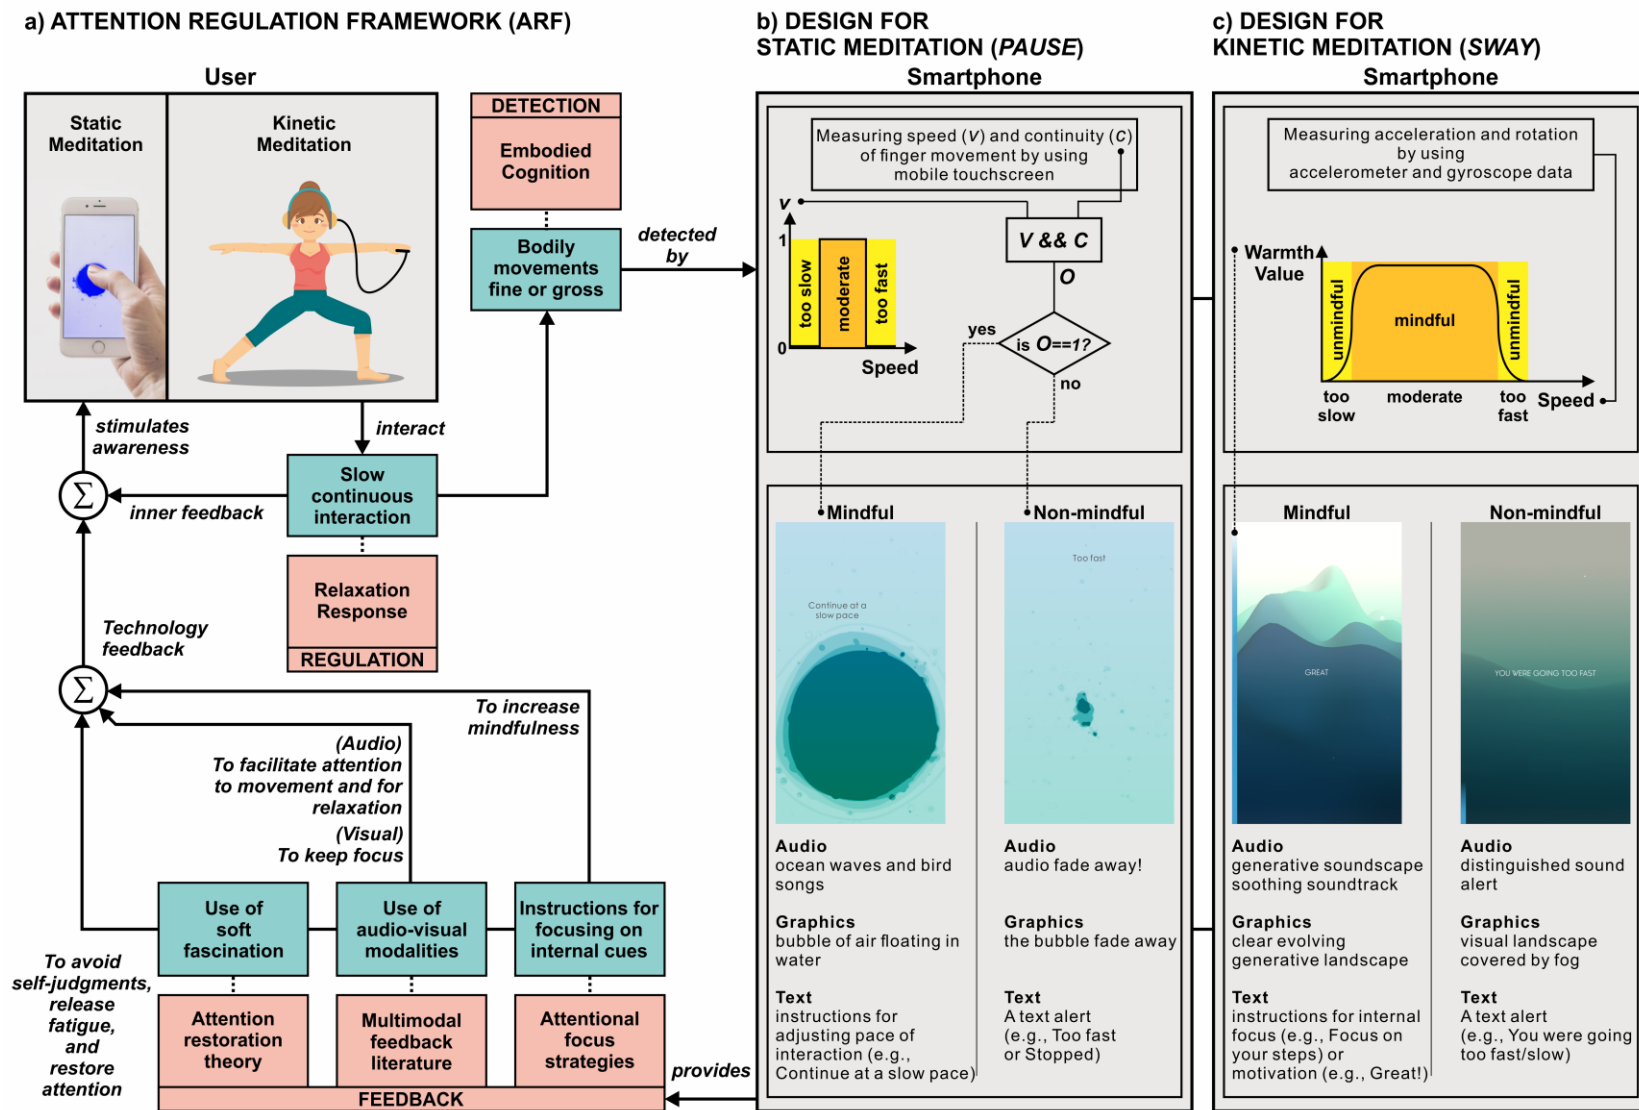 a) ATTENTION REGULATION FRAMEWORK (ARF)
User
Static
Meditation
Kinetic
Meditation
DETECTION
Embodied
Cognition
Bodily
movements
fine or gross
detected
by
stimulates
awareness
interact
Σ
inner feedback
Slow
continuous
interaction
Relaxation
Response
REGULATION
Technology
feedback
Σ
To increase
mindfulness
(Audio)
To facilitate attention
to movement and for
relaxation
(Visual)
To keep focus
Use of
soft
fascination
Use of
audio-visual
modalities
Instructions for
focusing on
internal cues
To avoid
self-judgments,
release
fatigue,
and
restore
attention
Attention
restoration
theory
Multimodal
feedback
literature
Attentional
focus
strategies
FEEDBACK
provides
b) DESIGN FOR
STATIC MEDITATION (PAUSE)
Smartphone
Measuring speed (V) and continuity (C)
of finger movement by using
mobile touchscreen
v
1
0
too slow
moderate
too fast
Speed
V && C
O
is O==1?
yes
no
Mindful
Continue at a
slow pace
Audio
ocean waves and bird
songs
Graphics
bubble of air floating in
water
Text
instructions for
adjusting pace of
interaction (e.g.,
Continue at a slow pace)
Non-mindful
Too fast
Audio
audio fade away!
Graphics
the bubble fade away
Text
A text alert
(e.g., Too fast
or Stopped)
c) DESIGN FOR
KINETIC MEDITATION (SWAY)
Smartphone
Measuring acceleration and rotation
by using
accelerometer and gyroscope data
Warmth
Value
unmindful
mindful
unmindful
too
slow
moderate
too
fast
Speed
Mindful
GREAT
Audio
generative soundscape
soothing soundtrack
Graphics
clear evolving
generative landscape
Text
instructions for internal
focus (e.g., Focus on
your steps) or
motivation (e.g., Great!)
Non-mindful
YOU WERE GOING TOO FAST
Audio
distinguished sound
alert
Graphics
visual landscape
covered by fog
Text
A text alert
(e.g., You were going
too fast/slow)